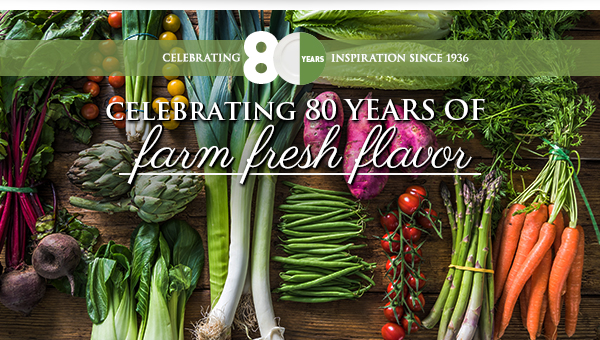 CELEBRATING 80 YEARS INSPIRATION SINCE 1936
CELEBRATING 80 YEARS OF
farm fresh flavor